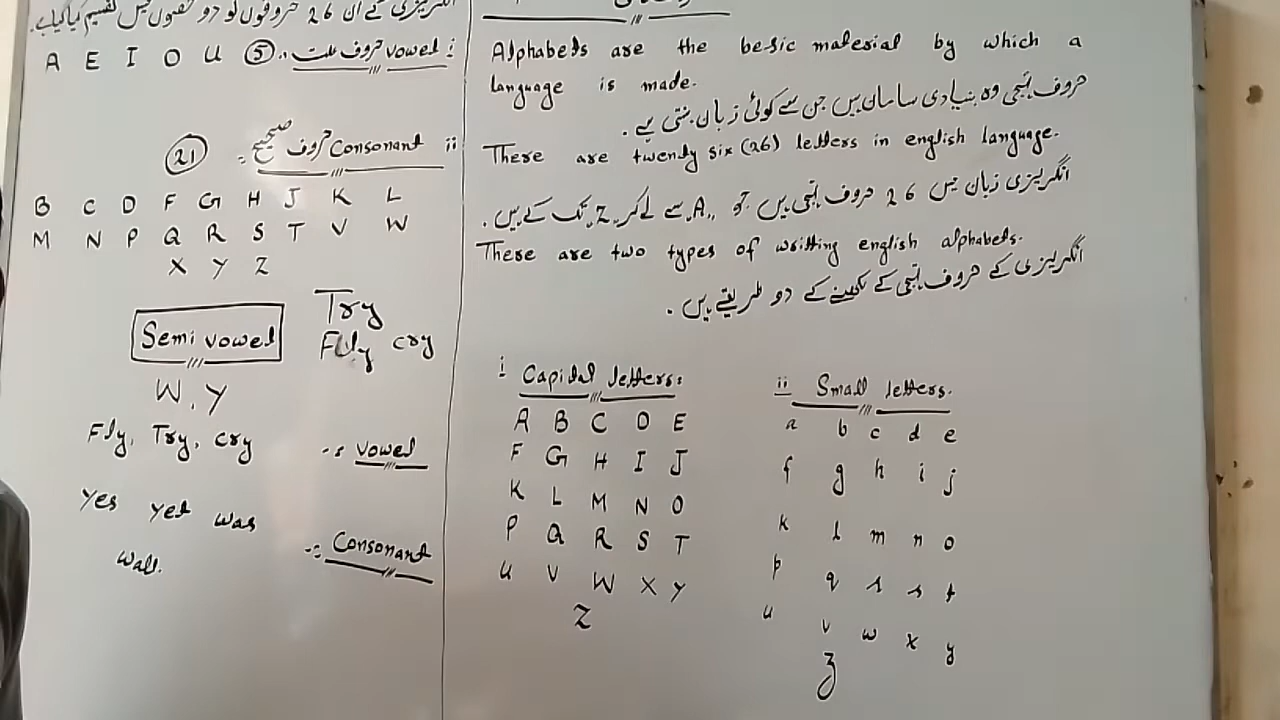 انگریزی کے ان 26 حروفوں کو دو حصوں میں تقسیم کیا گیا ہے۔
i vowel حروف علت .. ⑤ A E I O U
ii Consonant حروف صحیح :. ㉑
B C D F G H J K L
M N P Q R S T V W
X Y Z
Semi vowel
Try
Fly cry
W, Y
Fly, Try, cry -: vowel
yes yet was
wall. -: Consonant
Alphabets are the besic material by which a
language is made.
حروف تہجی وہ بنیادی سامان ہیں جن سے کوئی زبان بنتی ہے۔
There are twenty six (26) letters in english language.
انگریزی زبان میں 26 حروف تہجی ہیں جو "A" سے لے کر "Z" تک کے ہیں۔
There are two types of writting english alphabets.
انگریزی کے حروف تہجی کے لکھنے کے دو طریقے ہیں۔
i Capital letters:
A B C D E
F G H I J
K L M N O
P Q R S T
U V W X Y
Z
ii Small letters.
a b c d e
f g h i j
k l m n o
p q r s t
u v w x y
z